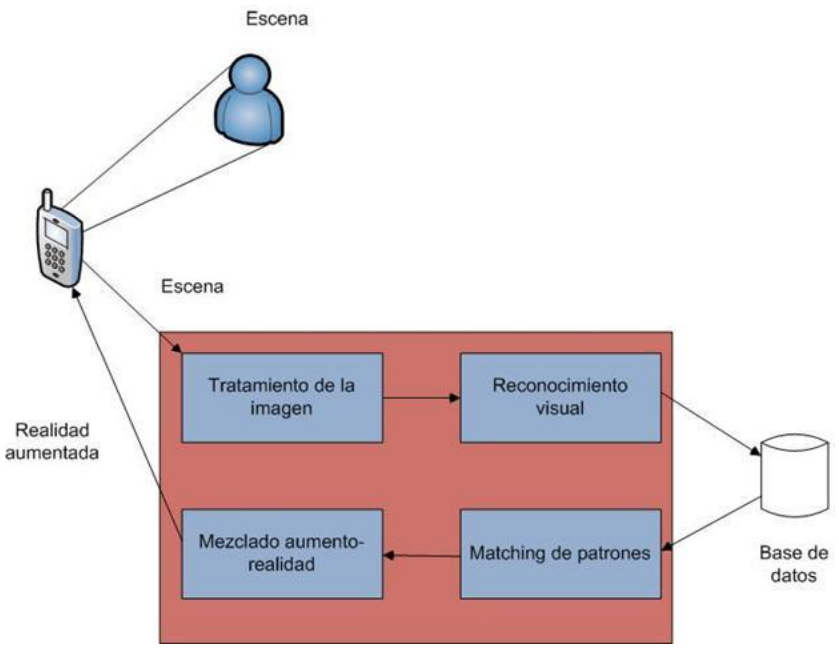 Escena
Escena
Tratamiento de la
imagen
Reconocimiento
visual
Realidad
aumentada
Mezclado aumento-
realidad
Matching de patrones
Base de
datos